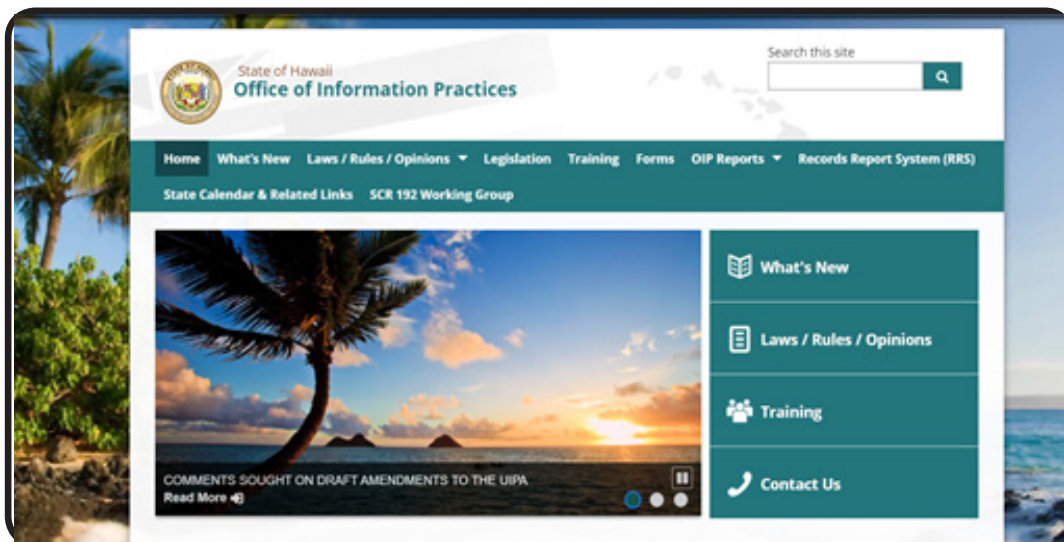 State of Hawaii
Office of Information Practices
Search this site
Home What's New Laws / Rules / Opinions Legislation Training Forms OIP Reports Records Report System (RRS)
State Calendar & Related Links SCR 192 Working Group
COMMENTS SOUGHT ON DRAFT AMENDMENTS TO THE UIPA
Read More
What's New
Laws / Rules / Opinions
Training
Contact Us